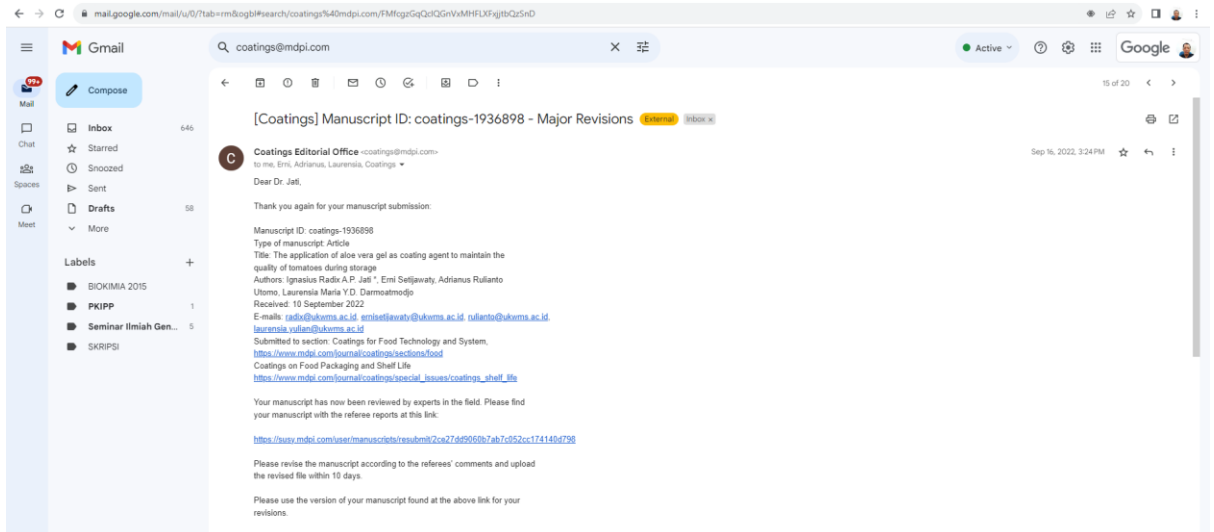 mail.google.com/mail/u/0/?tab=rm&ogbl#search/coatings%40mdpi.com/FMfcgzGqQclQGnVxMHFLXFxjjtbQzSnD
Gmail
coatings@mdpi.com
Active
Google
99+
Mail
Chat
Spaces
Meet
Compose
Inbox 646
Starred
Snoozed
Sent
Drafts 58
More
Labels
BIOKIMIA 2015
PKIPP 1
Seminar Ilmiah Gen... 5
SKRIPSI
15 of 20
[Coatings] Manuscript ID: coatings-1936898 - Major Revisions External Inbox x
C
Coatings Editorial Office <coatings@mdpi.com> Sep 16, 2022, 3:24 PM
to me, Erni, Adrianus, Laurensia, Coatings
Dear Dr. Jati,
Thank you again for your manuscript submission:
Manuscript ID: coatings-1936898
Type of manuscript: Article
Title: The application of aloe vera gel as coating agent to maintain the
quality of tomatoes during storage
Authors: Ignasius Radix A.P. Jati *, Erni Setijawaty, Adrianus Rulianto
Utomo, Laurensia Maria Y.D. Darmoatmodjo
Received: 10 September 2022
E-mails: radix@ukwms.ac.id, ernisetijawaty@ukwms.ac.id, rulianto@ukwms.ac.id,
laurensia.yulian@ukwms.ac.id
Submitted to section: Coatings for Food Technology and System,
https://www.mdpi.com/journal/coatings/sections/food
Coatings on Food Packaging and Shelf Life
https://www.mdpi.com/journal/coatings/special_issues/coatings_shelf_life
Your manuscript has now been reviewed by experts in the field. Please find
your manuscript with the referee reports at this link:
https://susy.mdpi.com/user/manuscripts/resubmit/2ce27dd9060b7ab7c052cc174140d798
Please revise the manuscript according to the referees' comments and upload
the revised file within 10 days.
Please use the version of your manuscript found at the above link for your
revisions.